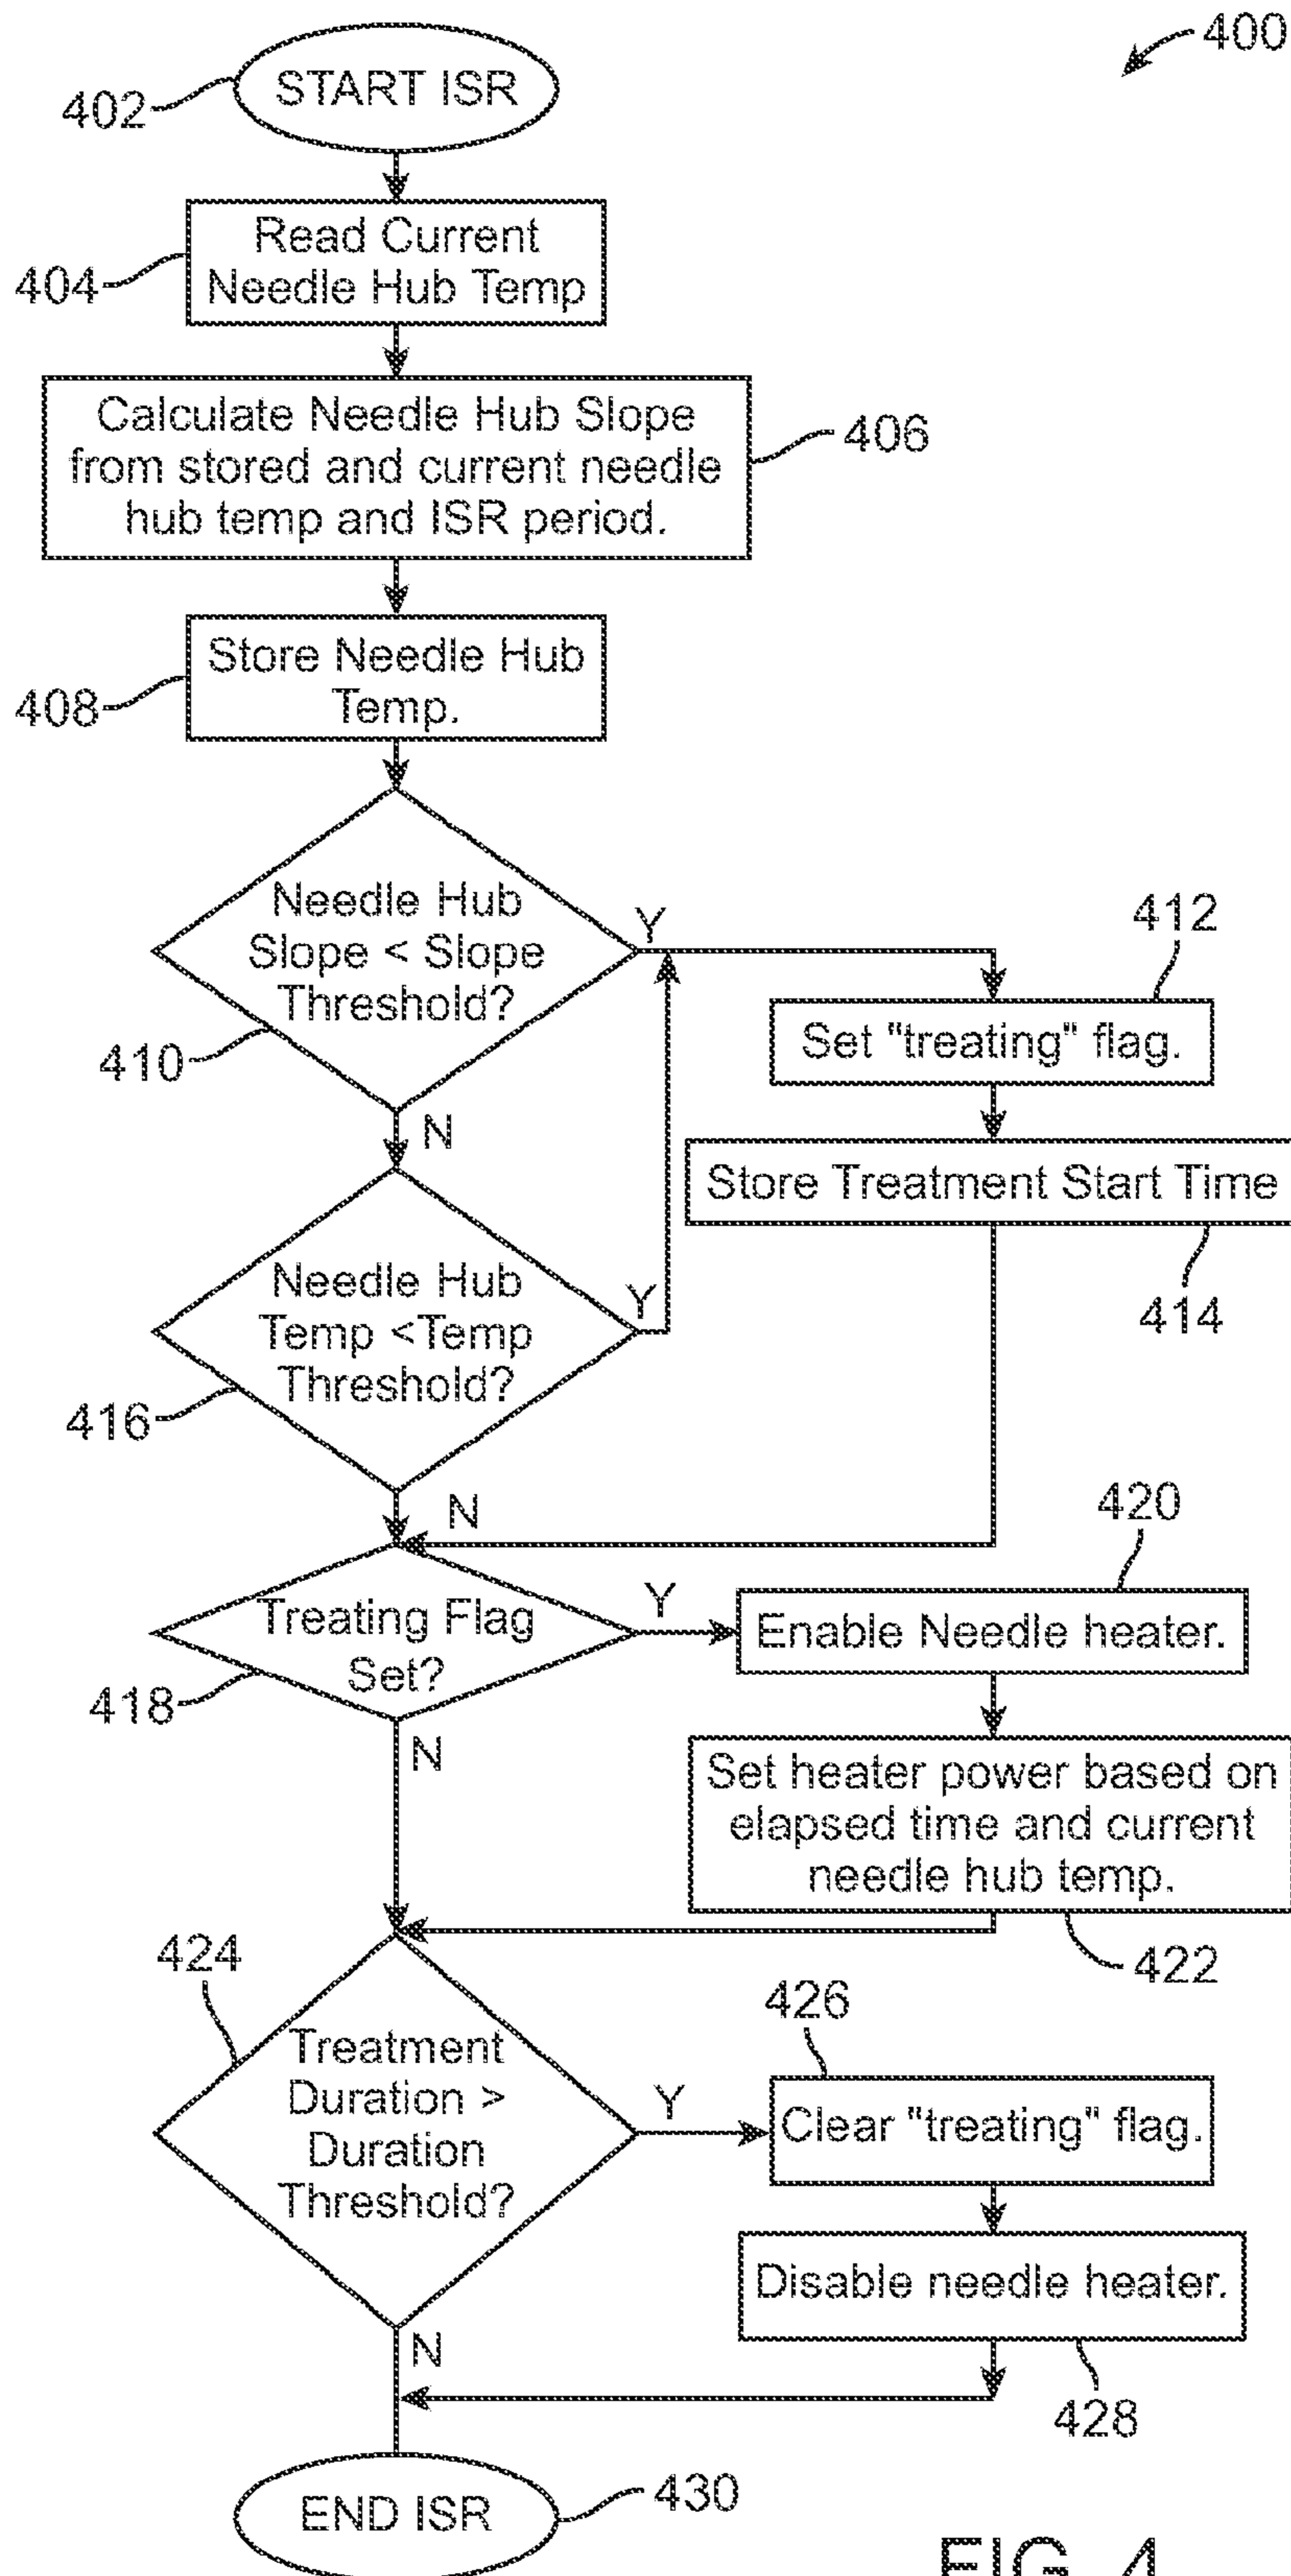 400
START ISR
402
Read Current
Needle Hub Temp
404
Calculate Needle Hub Slope
from stored and current needle
hub temp and ISR period.
406
Store Needle Hub
Temp.
408
Needle Hub
Slope < Slope
Threshold?
Y
410
N
412
Set "treating" flag.
Store Treatment Start Time
414
Needle Hub
Temp <Temp
Threshold?
Y
416
N
Treating Flag
Set?
Y
418
N
420
Enable Needle heater.
Set heater power based on
elapsed time and current
needle hub temp.
422
424
Treatment
Duration >
Duration
Threshold?
Y
N
426
Clear "treating" flag.
Disable needle heater.
428
END ISR
430
FIG. 4